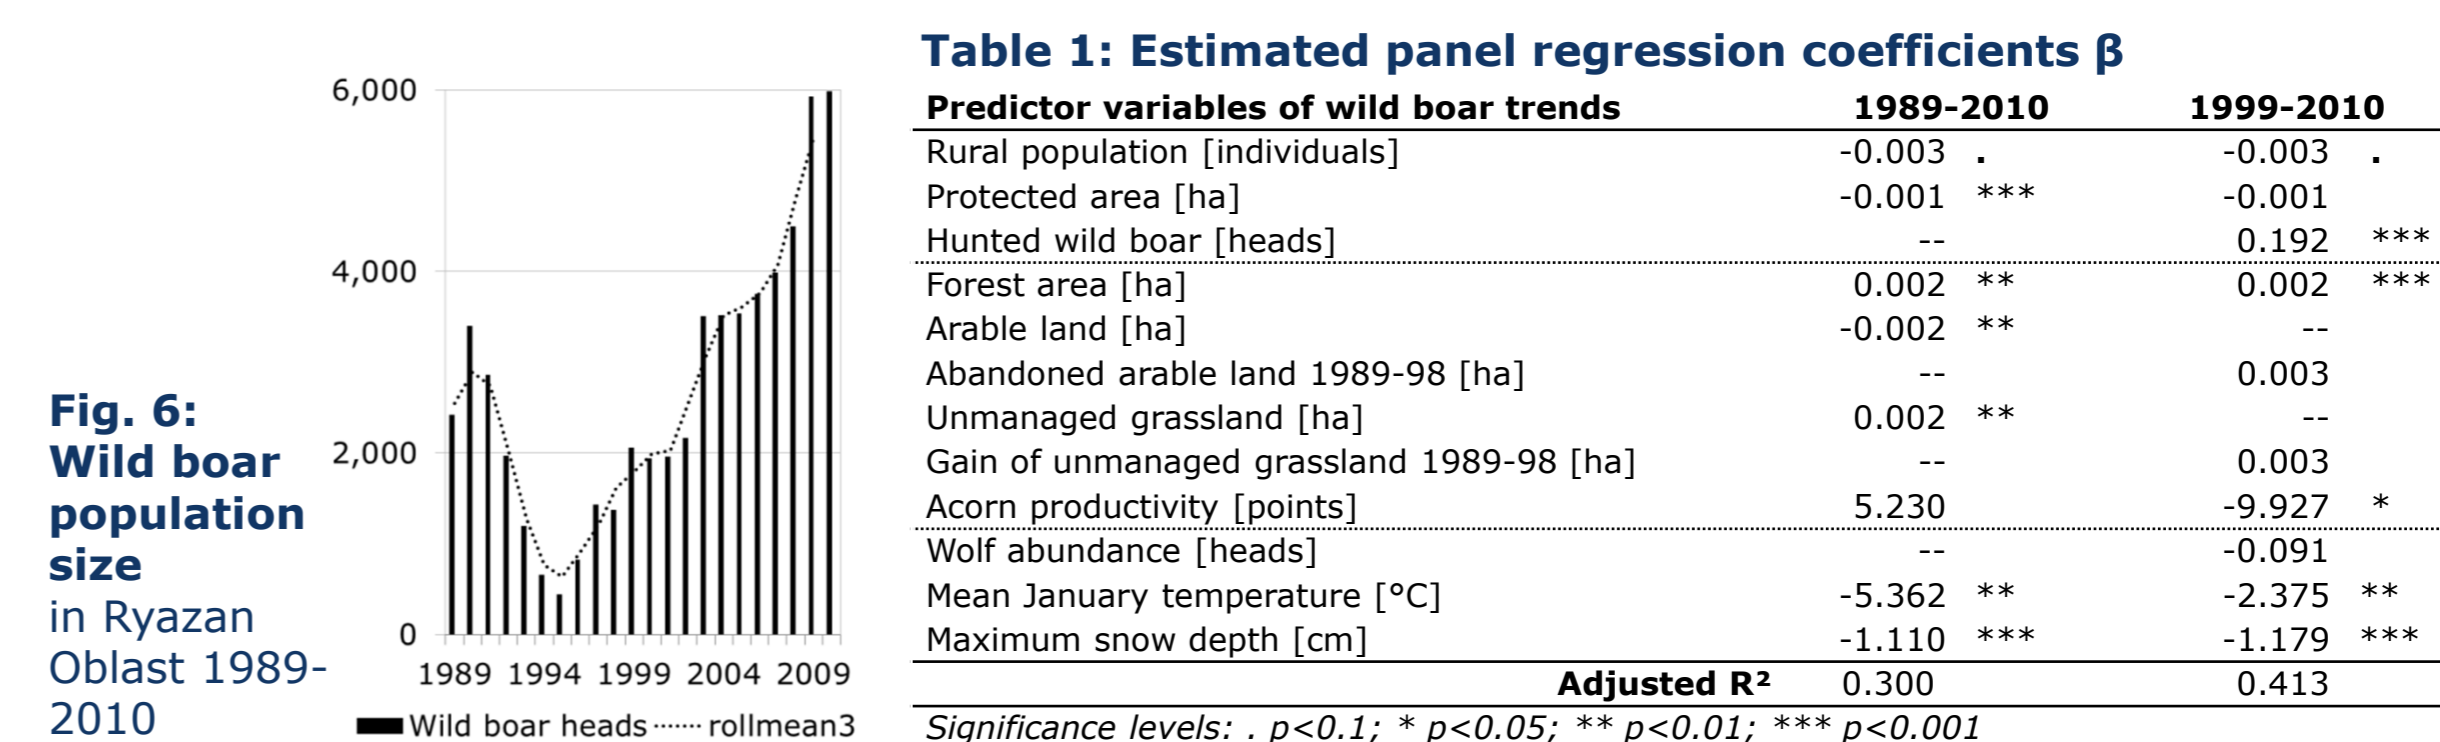 Fig. 6:
Wild boar
population
size
in Ryazan
Oblast 1989-
2010
6,000
4,000
2,000
0
1989 1994 1999 2004 2009
Wild boar heads rollmean3
Table 1: Estimated panel regression coefficients β
Predictor variables of wild boar trends 1989-2010 1999-2010
Rural population [individuals] -0.003 . -0.003 .
Protected area [ha] -0.001 *** -0.001
Hunted wild boar [heads] -- 0.192 ***
Forest area [ha] 0.002 ** 0.002 ***
Arable land [ha] -0.002 ** --
Abandoned arable land 1989-98 [ha] -- 0.003
Unmanaged grassland [ha] 0.002 ** --
Gain of unmanaged grassland 1989-98 [ha] -- 0.003
Acorn productivity [points] 5.230 -9.927 *
Wolf abundance [heads] -- -0.091
Mean January temperature [°C] -5.362 ** -2.375 **
Maximum snow depth [cm] -1.110 *** -1.179 ***
Adjusted R² 0.300 0.413
Significance levels: . p<0.1; * p<0.05; ** p<0.01; *** p<0.001